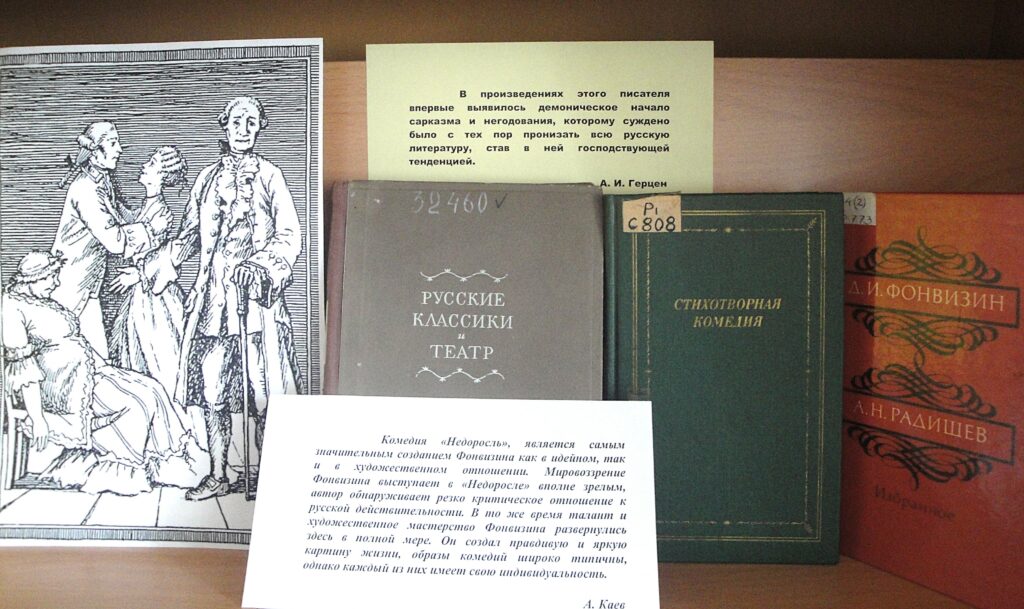 В произведениях этого писателя
впервые выявилось демоническое начало
сарказма и негодования, которому суждено
было с тех пор пронизать всю русскую
литературу, став в ней господствующей
тенденцией.
А. И. Герцен
32460
РУССКИЕ
КЛАССИКИ
и
ТЕАТР
Р1
С 808
СТИХОТВОРНАЯ
КОМЕДИЯ
Д.И. ФОНВИЗИН
А.Н. РАДИЩЕВ
Избранное
Комедия «Недоросль», является самым
значительным созданием Фонвизина как в идейном, так
и в художественном отношении. Мировоззрение
Фонвизина выступает в «Недоросле» вполне зрелым,
автор обнаруживает резко критическое отношение к
русской действительности. В то же время талант и
художественное мастерство Фонвизина развернулись
здесь в полной мере. Он создал правдивую и яркую
картину жизни, образы комедий широко типичны,
однако каждый из них имеет свою индивидуальность.
А. Каев